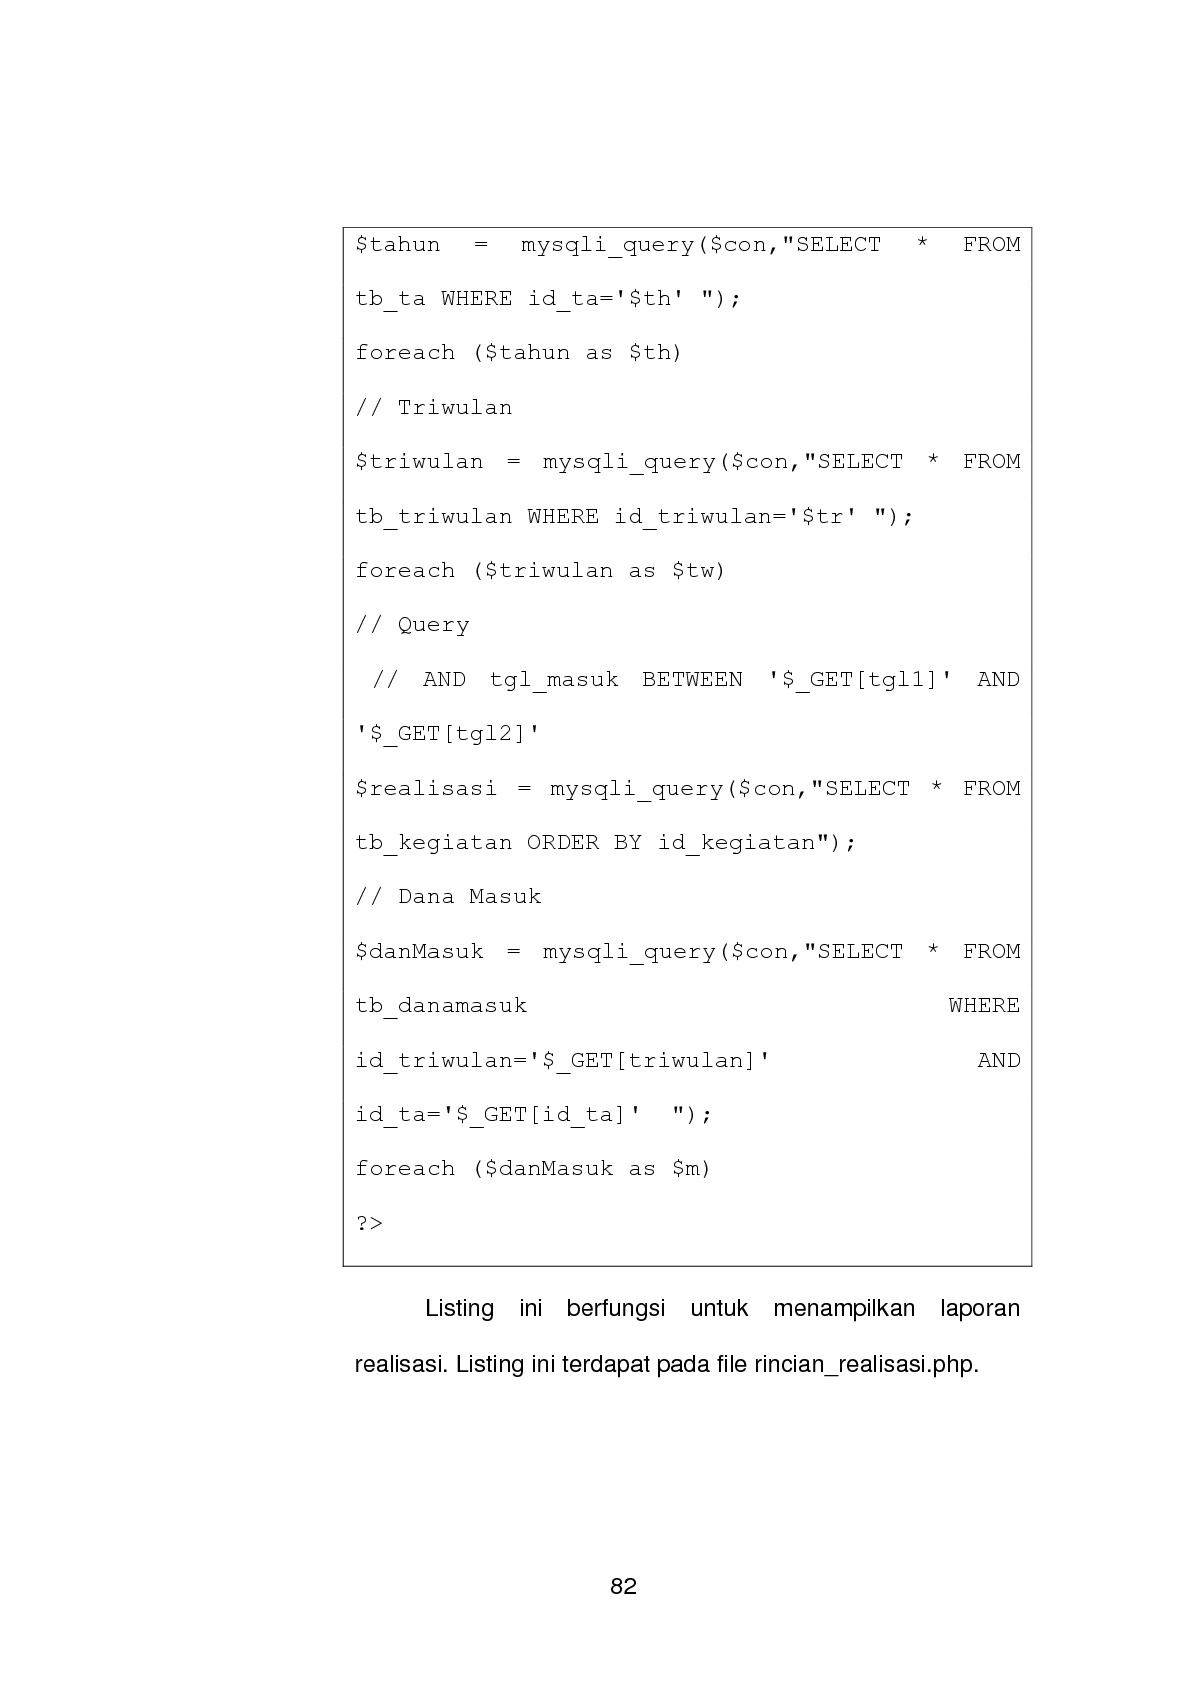 $tahun = mysqli_query($con,"SELECT * FROM
tb_ta WHERE id_ta='$th' ");
foreach ($tahun as $th)
// Triwulan
$triwulan = mysqli_query($con,"SELECT * FROM
tb_triwulan WHERE id_triwulan='$tr' ");
foreach ($triwulan as $tw)
// Query
// AND tgl_masuk BETWEEN '$_GET[tgl1]' AND
'$_GET[tgl2]'
$realisasi = mysqli_query($con,"SELECT * FROM
tb_kegiatan ORDER BY id_kegiatan");
// Dana Masuk
$danMasuk = mysqli_query($con,"SELECT * FROM
tb_danamasuk WHERE
id_triwulan='$_GET[triwulan]' AND
id_ta='$_GET[id_ta]' ");
foreach ($danMasuk as $m)
?>
Listing ini berfungsi untuk menampilkan laporan
realisasi. Listing ini terdapat pada file rincian_realisasi.php.
82